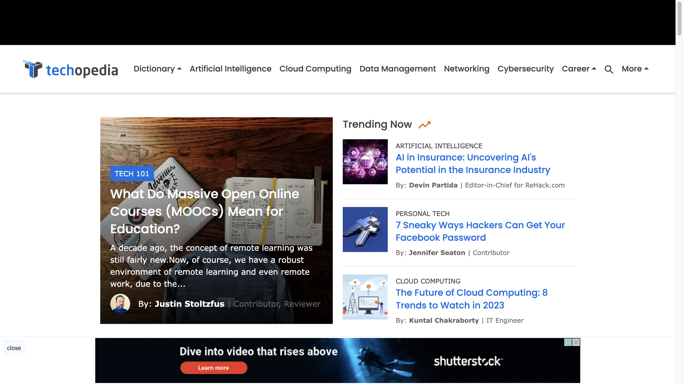 techopedia
Dictionary
Artificial Intelligence
Cloud Computing
Data Management
Networking
Cybersecurity
Career
More
TECH 101
What Do Massive Open Online
Courses (MOOCs) Mean for
Education?
A decade ago, the concept of remote learning was
still fairly new.Now, of course, we have a robust
environment of remote learning and even remote
work, due to the...
By: Justin Stoltzfus | Contributor, Reviewer
Trending Now
ARTIFICIAL INTELLIGENCE
AI in Insurance: Uncovering AI's
Potential in the Insurance Industry
By: Devin Partida | Editor-in-Chief for ReHack.com
PERSONAL TECH
7 Sneaky Ways Hackers Can Get Your
Facebook Password
By: Jennifer Seaton | Contributor
CLOUD COMPUTING
The Future of Cloud Computing: 8
Trends to Watch in 2023
By: Kuntal Chakraborty | IT Engineer
close
Dive into video that rises above
Learn more
shutterstock